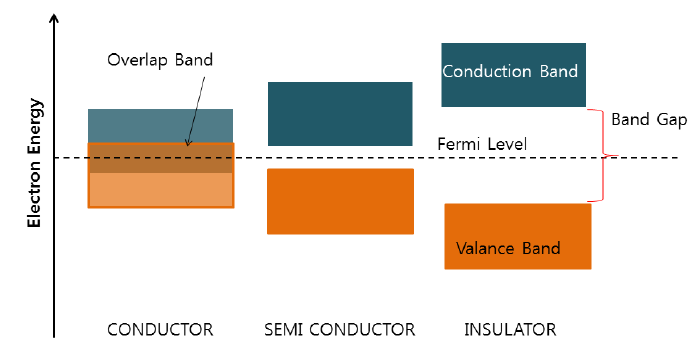 Electron Energy
Overlap Band
Conduction Band
Band Gap
Fermi Level
Valance Band
CONDUCTOR
SEMI CONDUCTOR
INSULATOR